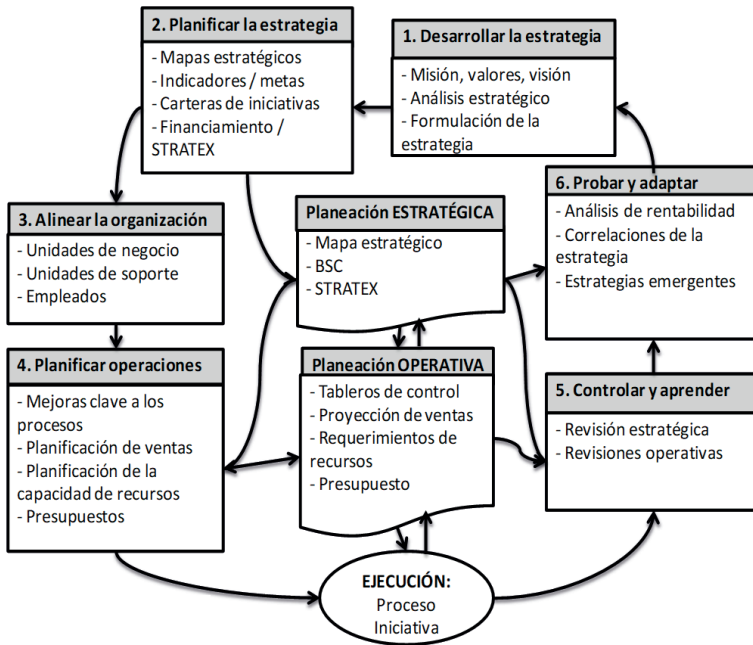 2. Planificar la estrategia
- Mapas estratégicos
- Indicadores / metas
- Carteras de iniciativas
- Financiamiento /
STRATEX
1. Desarrollar la estrategia
- Misión, valores, visión
- Análisis estratégico
- Formulación de la
estrategia
3. Alinear la organización
- Unidades de negocio
- Unidades de soporte
- Empleados
Planeación ESTRATÉGICA
- Mapa estratégico
- BSC
- STRATEX
6. Probar y adaptar
- Análisis de rentabilidad
- Correlaciones de la
estrategia
- Estrategias emergentes
4. Planificar operaciones
- Mejoras clave a los
procesos
- Planificación de ventas
- Planificación de la
capacidad de recursos
- Presupuestos
Planeación OPERATIVA
- Tableros de control
- Proyección de ventas
- Requerimientos de
recursos
- Presupuesto
5. Controlar y aprender
- Revisión estratégica
- Revisiones operativas
EJECUCIÓN:
Proceso
Iniciativa